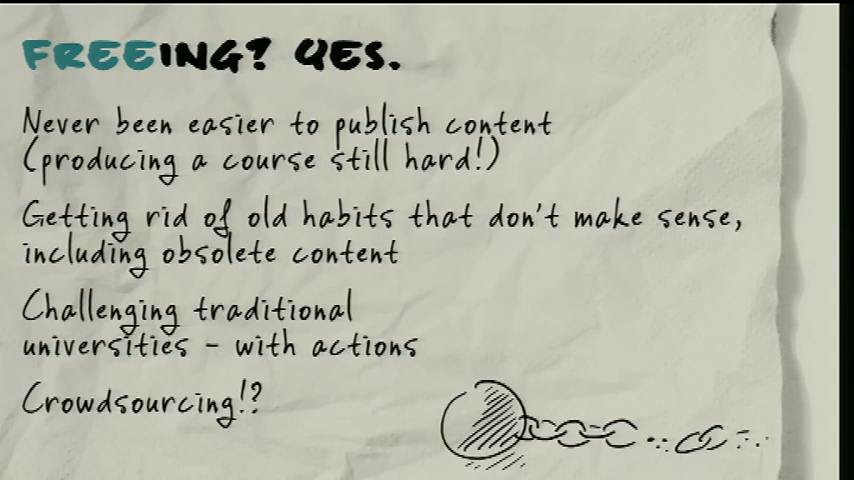 FREEING? YES.
Never been easier to publish content
(producing a course still hard!)
Getting rid of old habits that don't make sense,
including obsolete content
Challenging traditional
universities - with actions
Crowdsourcing!?